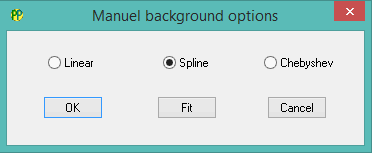 Manuel background options
Linear Spline Chebyshev
OK Fit Cancel